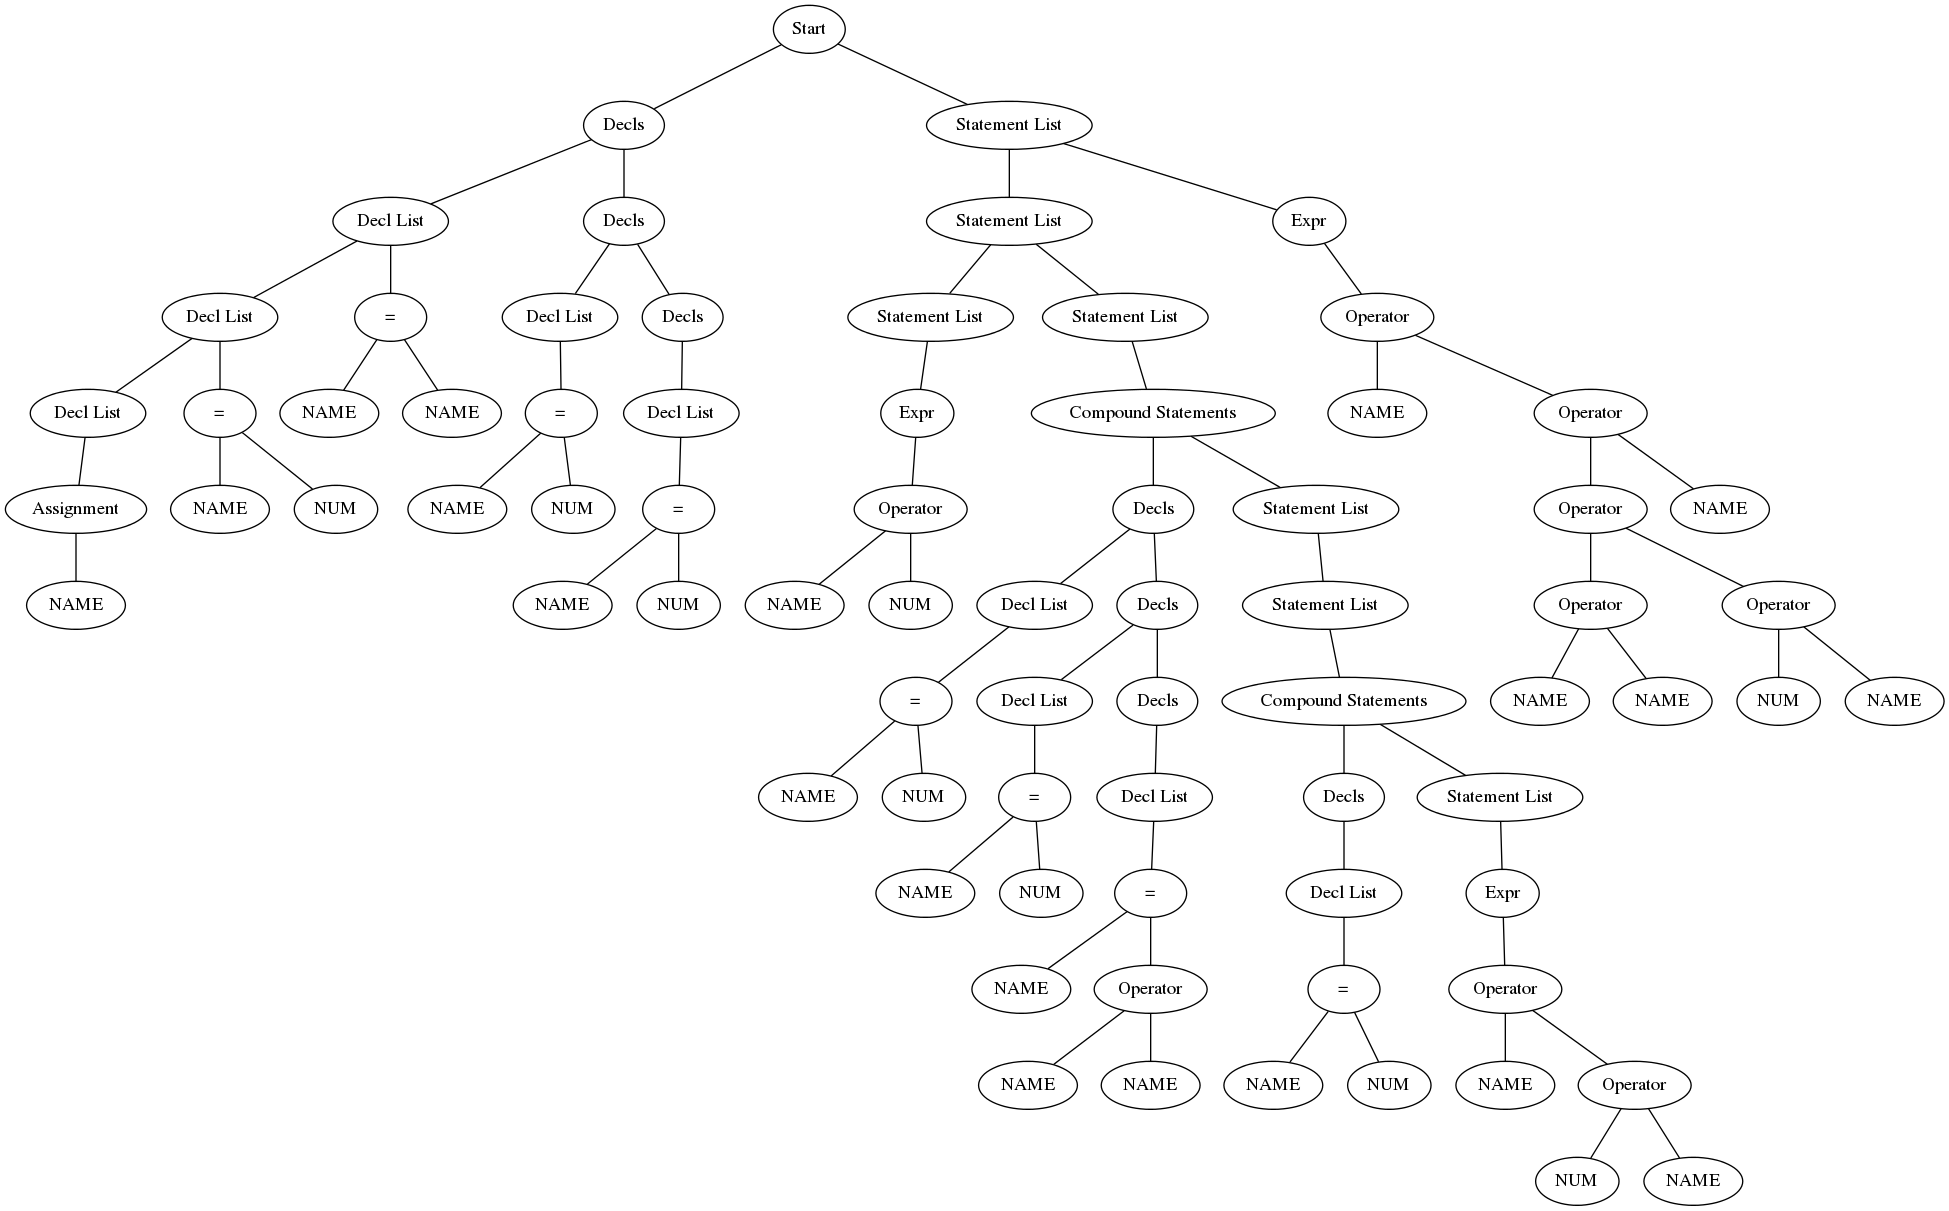 Start
Decls Statement List
Decl List Decls Statement List Expr
Decl List = Decl List Decls Statement List Statement List Operator
Decl List = NAME NAME = Decl List Expr Compound Statements NAME Operator
Assignment NAME NUM NAME NUM = Operator Decls Statement List Operator NAME
NAME NAME NUM NAME NUM Decl List Decls Statement List Operator Operator
= Decl List Decls Compound Statements NAME NAME NUM NAME
NAME NUM = Decl List Decls Statement List
NAME NUM = Decl List Expr
NAME Operator = Operator
NAME NAME NAME NUM NAME Operator
NUM NAME